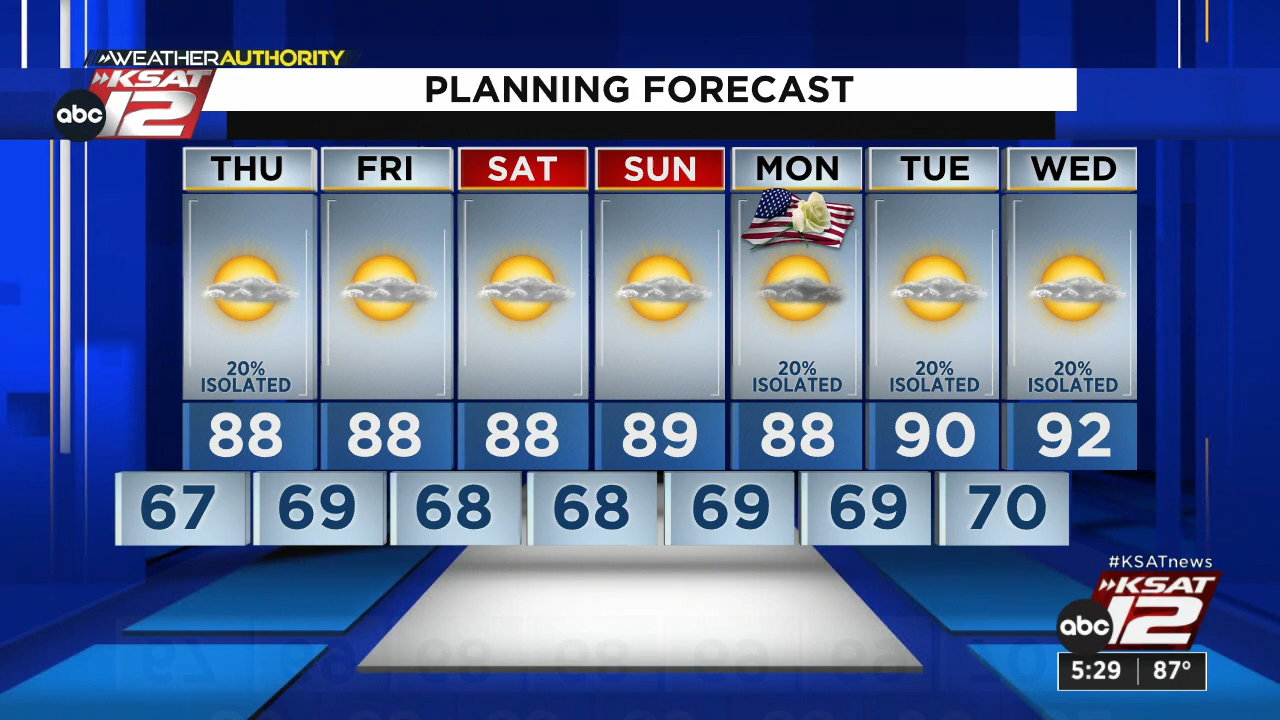 WEATHERAUTHORITY
KSAT
abc 12
PLANNING FORECAST
THU FRI SAT SUN MON TUE WED
20% 20% 20% 20%
ISOLATED ISOLATED ISOLATED ISOLATED
88 88 88 89 88 90 92
67 69 68 68 69 69 70
#KSATnews
KSAT
abc 12
5:29 87°